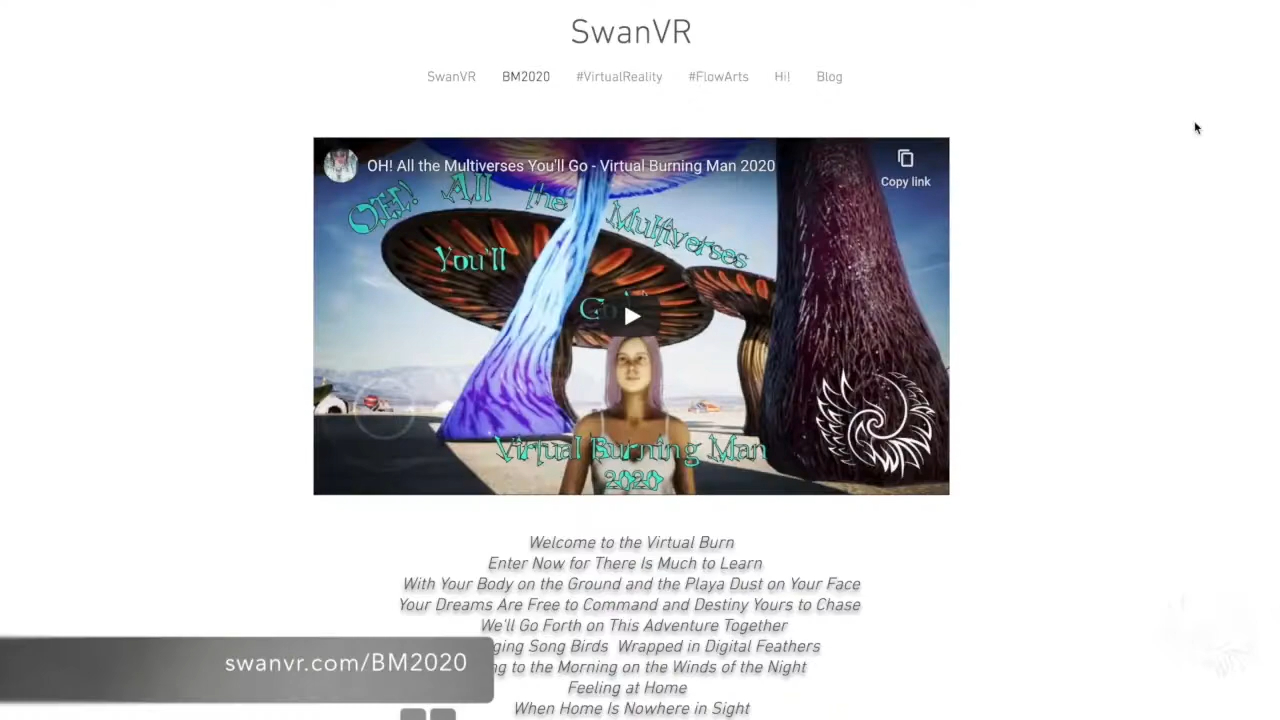 SwanVR
SwanVR BM2020 #VirtualReality #FlowArts Hi! Blog
OH! All the Multiverses You'll Go - Virtual Burning Man 2020
Copy link
OH! All the Multiverses
You'll
Go
Virtual Burning Man
2020
Welcome to the Virtual Burn
Enter Now for There Is Much to Learn
With Your Body on the Ground and the Playa Dust on Your Face
Your Dreams Are Free to Command and Destiny Yours to Chase
We'll Go Forth on This Adventure Together
Song Birds Wrapped in Digital Feathers
to the Morning on the Winds of the Night
Feeling at Home
When Home Is Nowhere in Sight
swanvr.com/BM2020